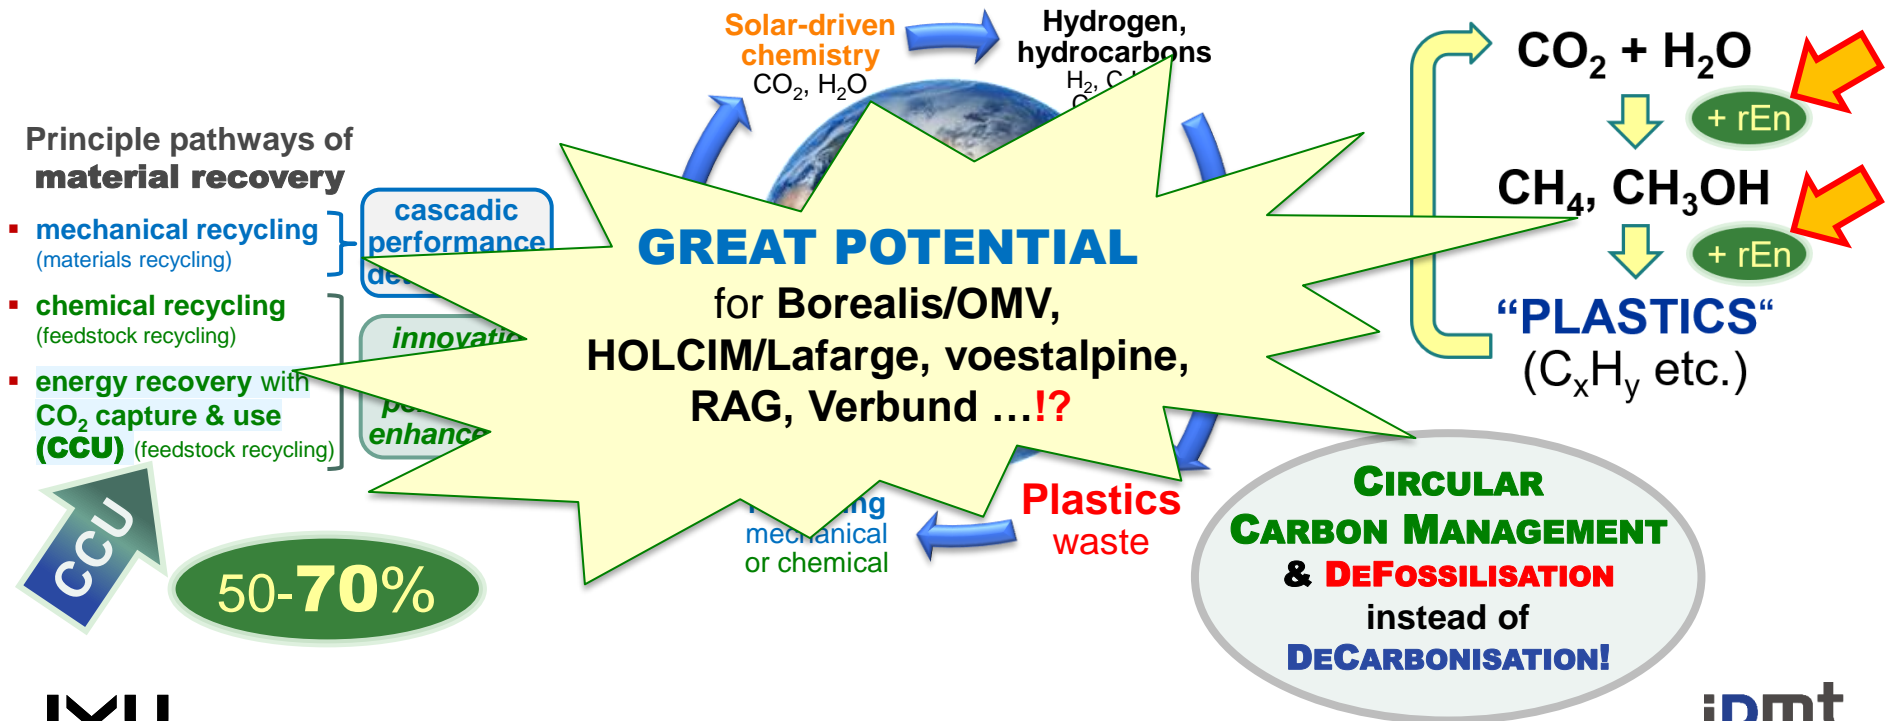 Principle pathways of
material recovery
▪ mechanical recycling
(materials recycling)
▪ chemical recycling
(feedstock recycling)
▪ energy recovery with
CO₂ capture & use
(CCU) (feedstock recycling)
cascadic
performance
enhance
CCU
50-70%
Solar-driven
chemistry
CO₂, H₂O
Hydrogen,
hydrocarbons
H₂,
GREAT POTENTIAL
for Borealis/OMV,
HOLCIM/Lafarge, voestalpine,
RAG, Verbund …!?
Plastics
waste
mechanical
or chemical
CO₂ + H₂O
+ rEn
CH₄, CH₃OH
+ rEn
“PLASTICS“
(CₓHᵧ etc.)
CIRCULAR
CARBON MANAGEMENT
& DEFOSSILISATION
instead of
DECARBONISATION!